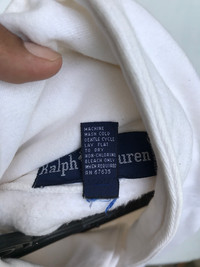 MACHINE
WASH COLD
GENTLE CYCLE
LAY FLAT
TO DRY
NON-CHLORINE
BLEACH ONLY
WHEN REQUIRED
RN 67635
Ralph Lauren